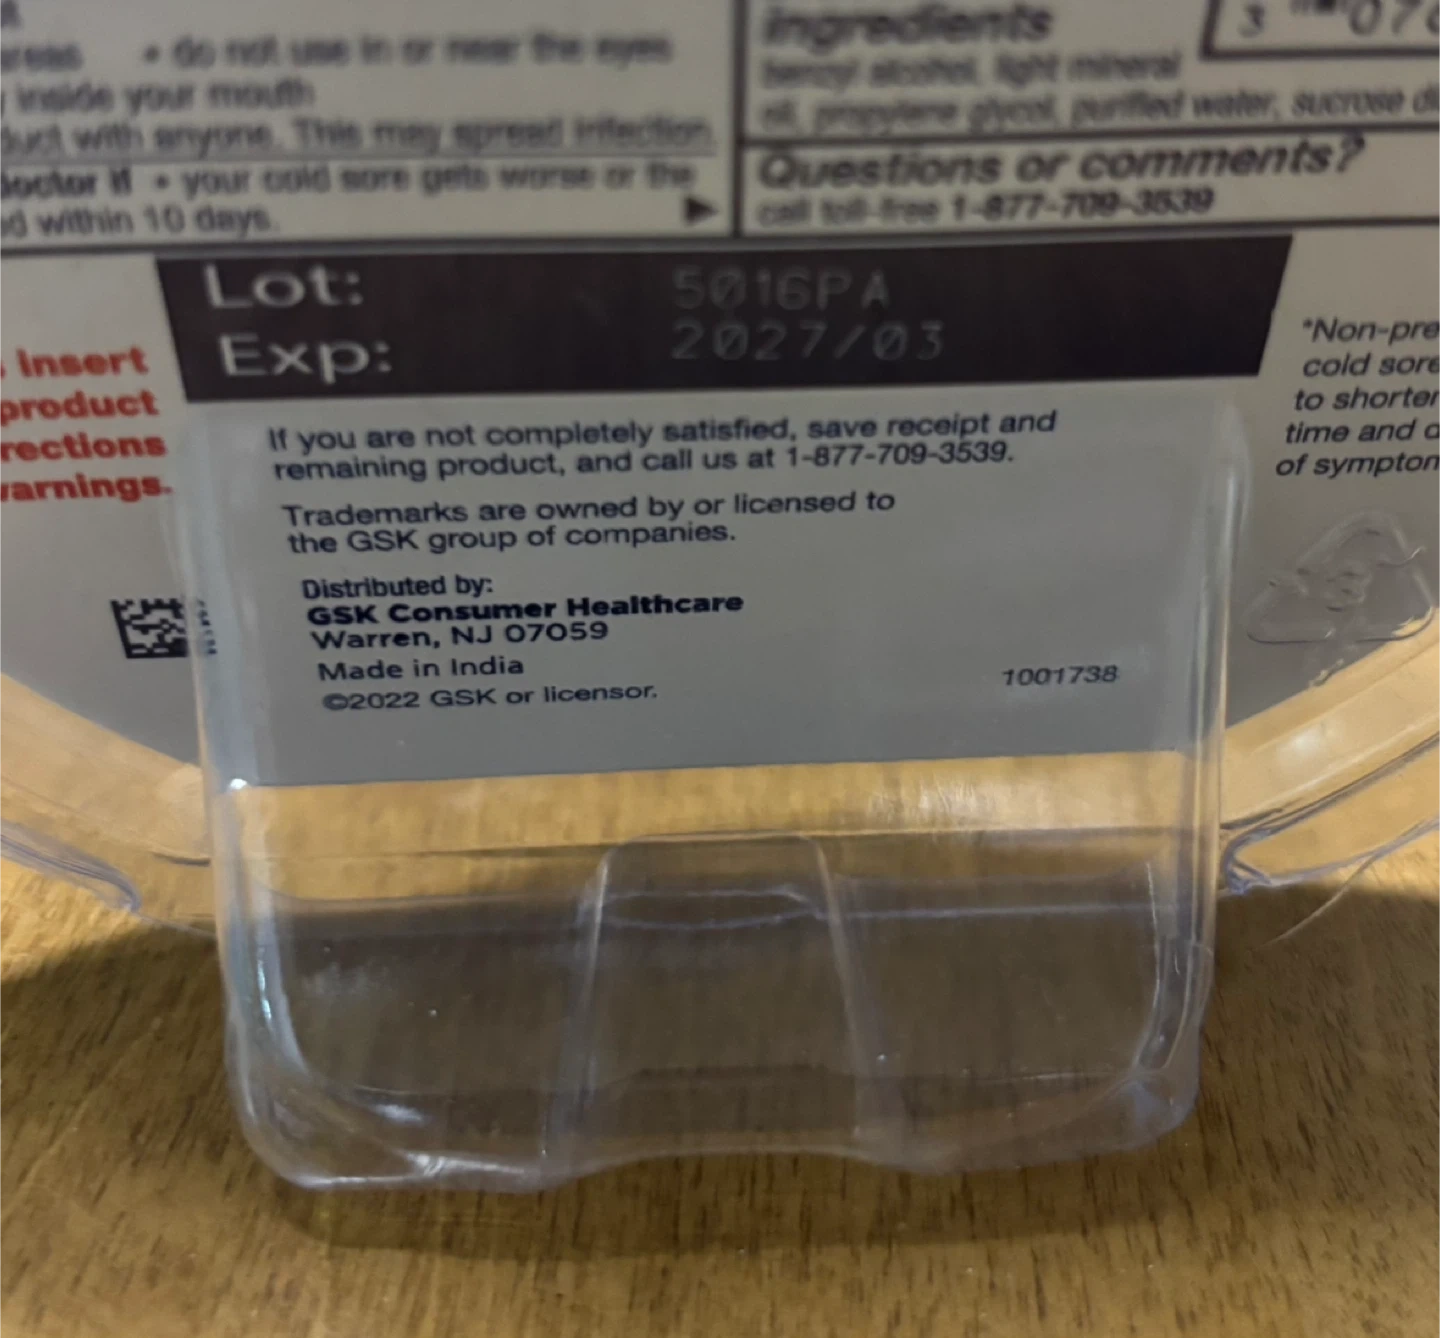 • do not use in or near the eyes
inside your mouth
with anyone. This may spread infection.
doctor if • your cold sore gets worse or the
within 10 days.
ingredients
benzyl alcohol, light mineral
oil, propylene glycol, purified water, sucrose
Questions or comments?
call toll-free 1-877-709-3539
Lot: 5016PA
Exp: 2027/03
insert
product
rections
warnings.
*Non-pre
cold sore
to shorten
time and
of symptom
If you are not completely satisfied, save receipt and
remaining product, and call us at 1-877-709-3539.
Trademarks are owned by or licensed to
the GSK group of companies.
Distributed by:
GSK Consumer Healthcare
Warren, NJ 07059
Made in India
©2022 GSK or licensor.
1001738